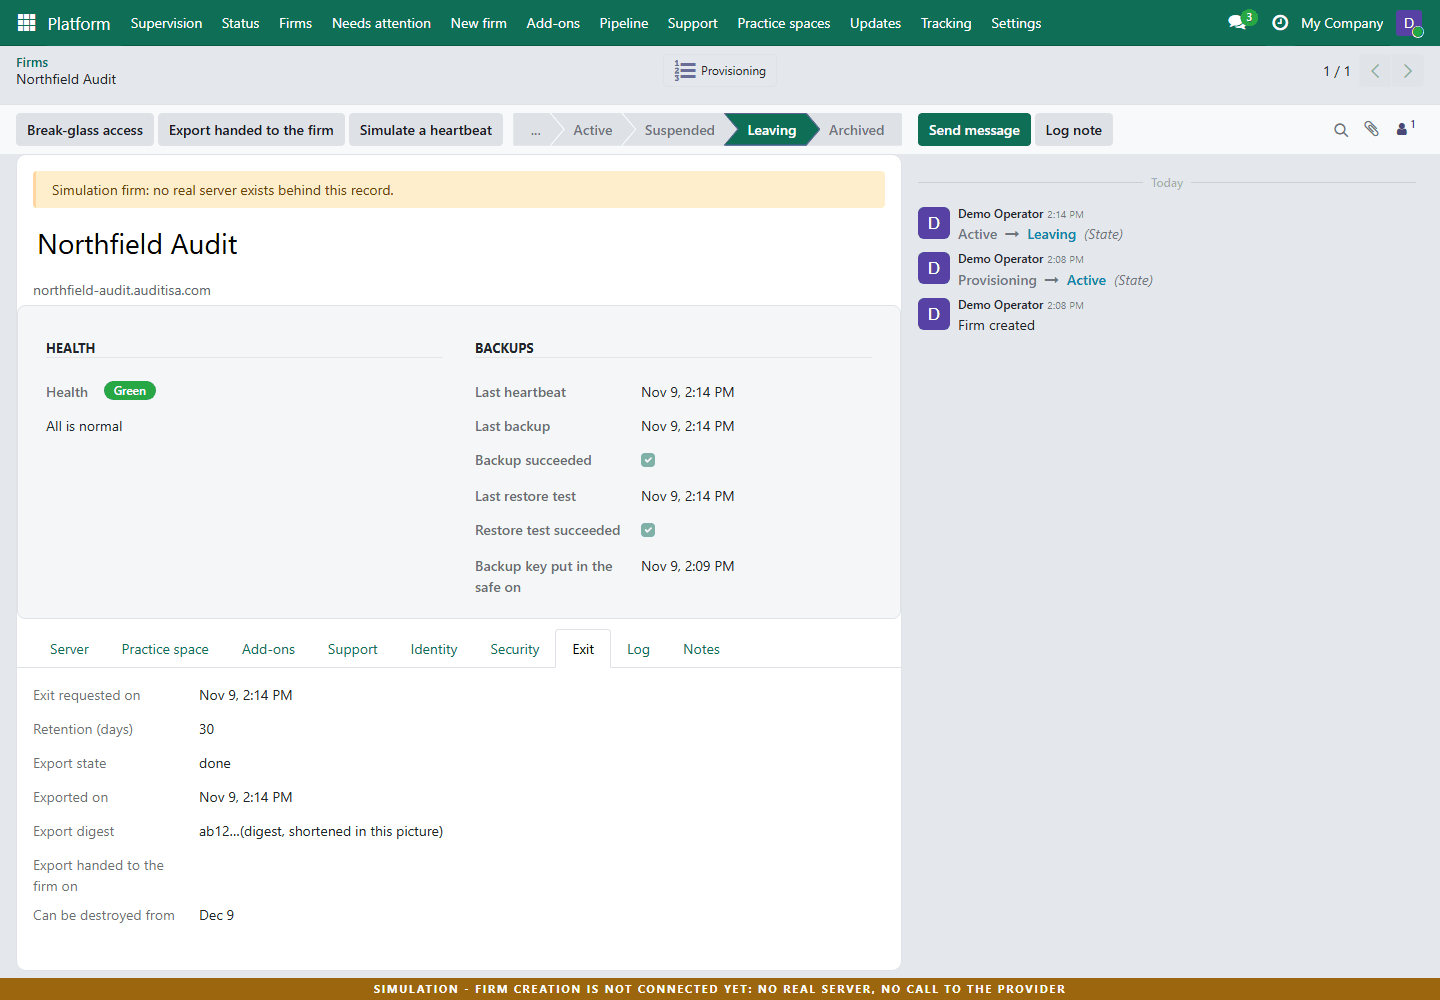 Platform Supervision Status Firms Needs attention New firm Add-ons Pipeline Support Practice spaces Updates Tracking Settings 3 My Company D
Firms
Northfield Audit
Provisioning
1 / 1
Break-glass access Export handed to the firm Simulate a heartbeat ... Active Suspended Leaving Archived Send message Log note 1
Simulation firm: no real server exists behind this record.
Northfield Audit
northfield-audit.auditisa.com
HEALTH
Health Green
All is normal
BACKUPS
Last heartbeat Nov 9, 2:14 PM
Last backup Nov 9, 2:14 PM
Backup succeeded
Last restore test Nov 9, 2:14 PM
Restore test succeeded
Backup key put in the Nov 9, 2:09 PM
safe on
Server Practice space Add-ons Support Identity Security Exit Log Notes
Exit requested on Nov 9, 2:14 PM
Retention (days) 30
Export state done
Exported on Nov 9, 2:14 PM
Export digest ab12...(digest, shortened in this picture)
Export handed to the
firm on
Can be destroyed from Dec 9
Today
D Demo Operator 2:14 PM
Active → Leaving (State)
D Demo Operator 2:08 PM
Provisioning → Active (State)
D Demo Operator 2:08 PM
Firm created
SIMULATION - FIRM CREATION IS NOT CONNECTED YET: NO REAL SERVER, NO CALL TO THE PROVIDER